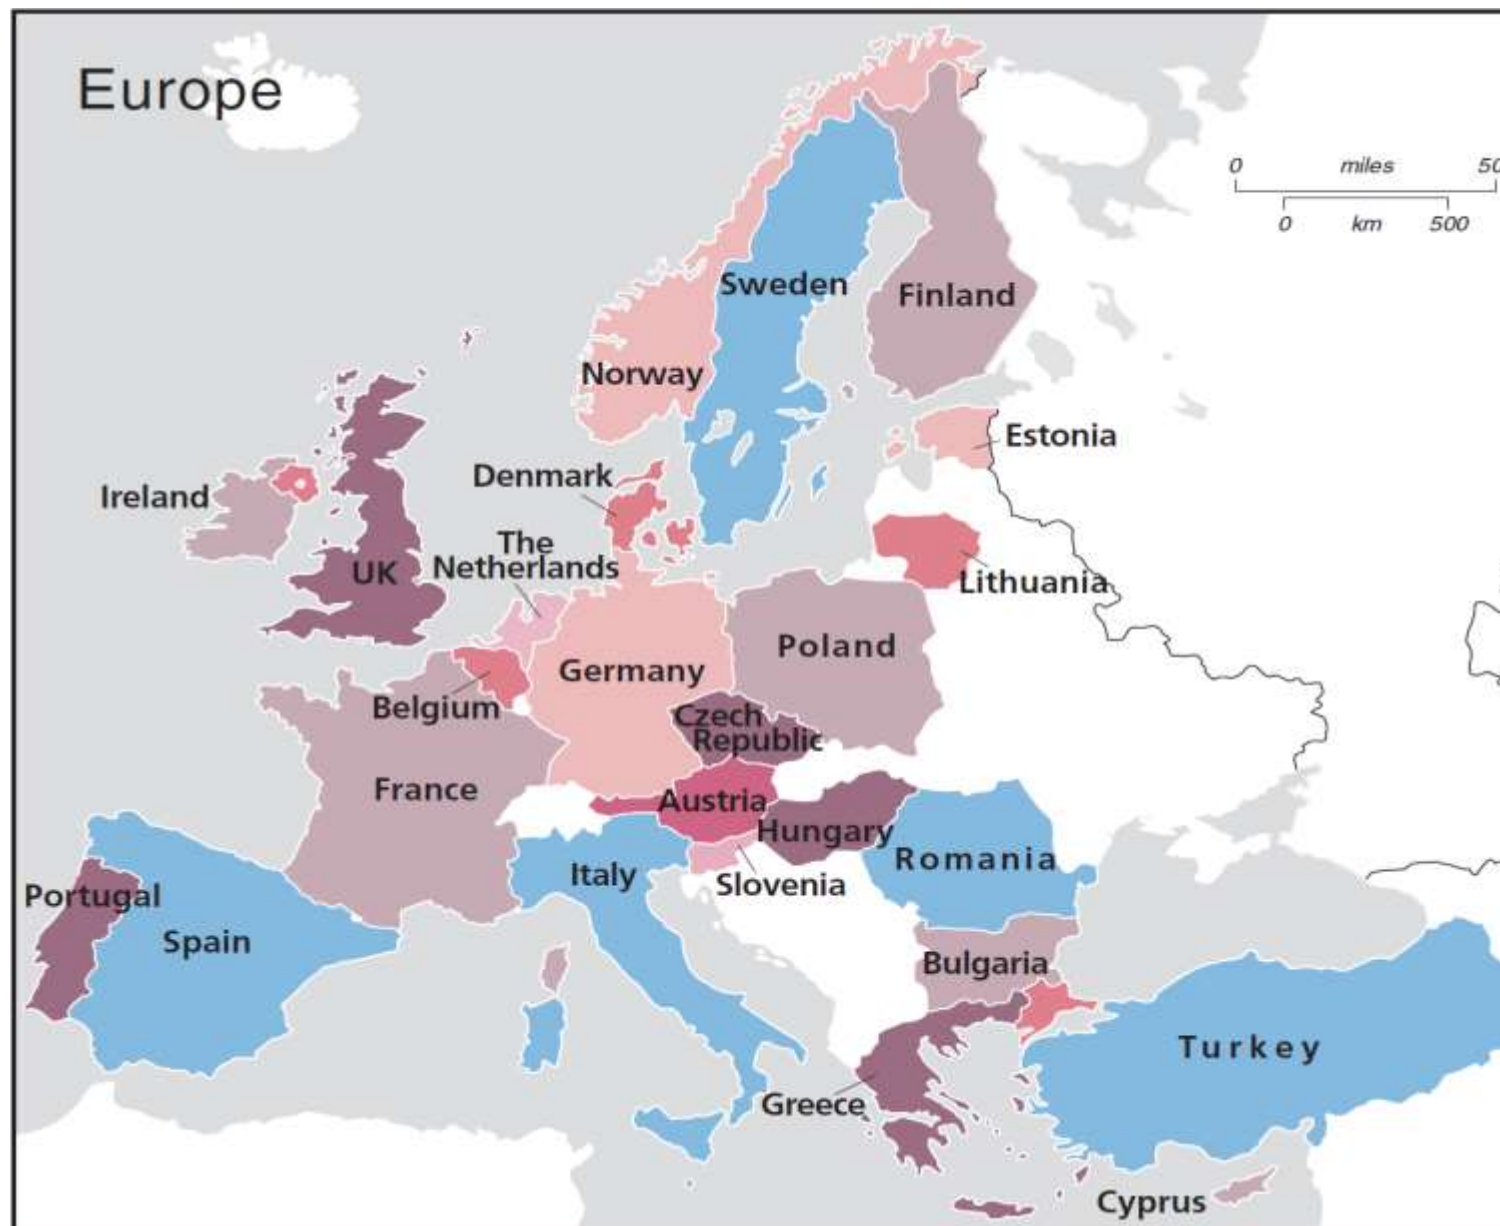 Europe
0 miles 50
0 km 500
Sweden
Finland
Norway
Estonia
Denmark
Ireland
The
Netherlands
UK
Lithuania
Poland
Germany
Belgium
Czech
Republic
France
Austria
Hungary
Romania
Italy
Slovenia
Portugal
Spain
Bulgaria
Turkey
Greece
Cyprus